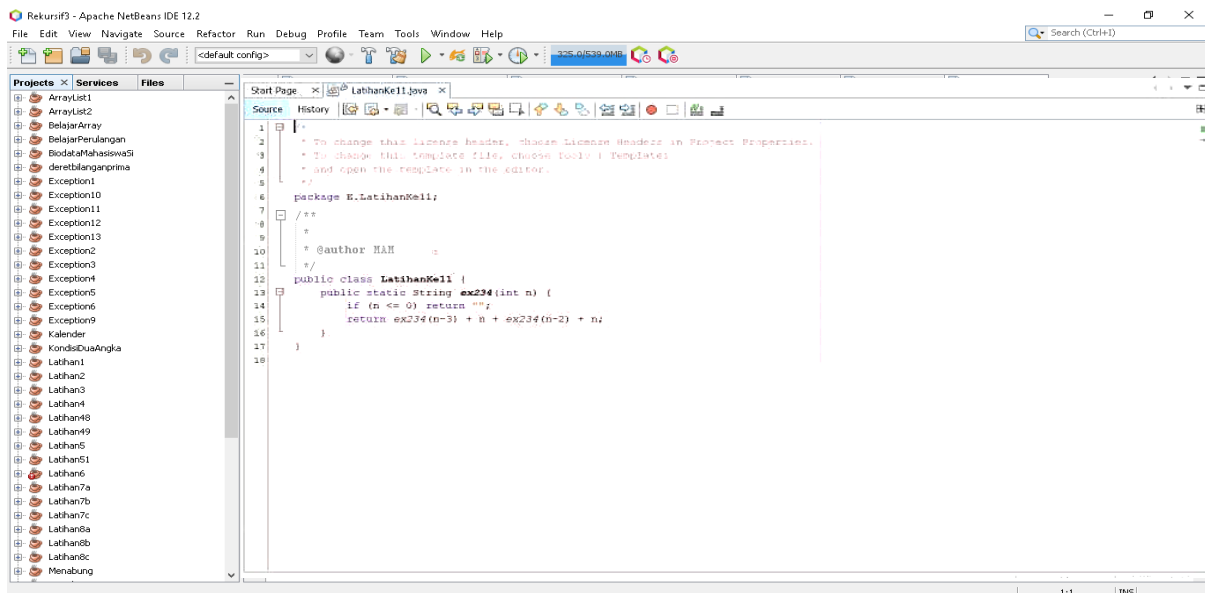 Rekursif3 - Apache NetBeans IDE 12.2
File Edit View Navigate Source Refactor Run Debug Profile Team Tools Window Help
Search (Ctrl+I)
<default config>
325.0/539.0MB
Projects Services Files
Start Page LatihanKe11.java
Source History
ArrayList1
ArrayList2
BelajarArray
BelajarPerulangan
BiodataMahasiswaSi
deretbilanganprima
Exception1
Exception10
Exception11
Exception12
Exception13
Exception2
Exception3
Exception4
Exception5
Exception6
Exception9
Kalender
KondisiDuaAngka
Latihan1
Latihan2
Latihan3
Latihan4
Latihan48
Latihan49
Latihan5
Latihan51
Latihan6
Latihan7a
Latihan7b
Latihan7c
Latihan8a
Latihan8b
Latihan8c
Menabung
1 /*
2 * To change this license header, choose License Headers in Project Properties.
3 * To change this template file, choose Tools | Templates
4 * and open the template in the editor.
5 */
6 package E.LatihanKe11;
7
8 /**
9 *
10 * @author MAM
11 */
12 public class LatihanKe11 {
13 public static String ex234(int n) {
14 if (n <= 0) return "";
15 return ex234(n-3) + n + ex234(n-2) + n;
16 }
17 }
18
1:1 INS